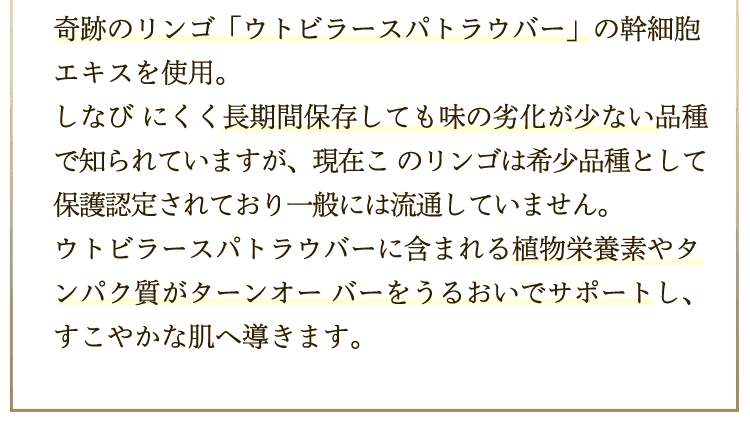 奇跡のリンゴ「ウトビラースパトラウバー」の幹細胞
エキスを使用。
しなび にくく長期間保存しても味の劣化が少ない品種
で知られていますが、現在こ のリンゴは希少品種として
保護認定されており一般には流通していません。
ウトビラースパトラウバーに含まれる植物栄養素やタ
ンパク質がターンオー バーをうるおいでサポートし、
すこやかな肌へ導きます。